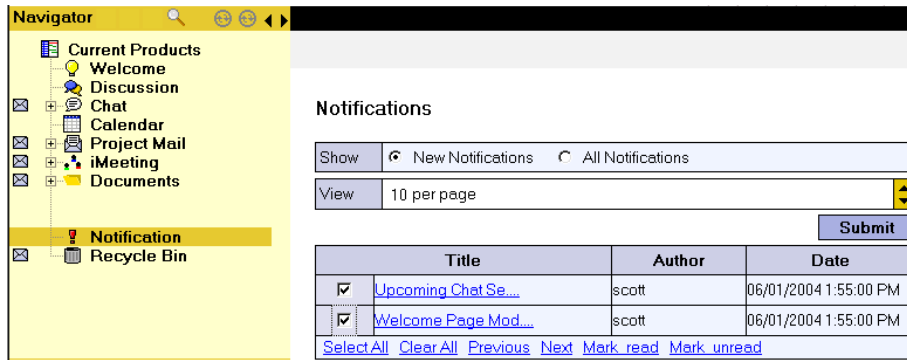 Navigator
Current Products
Welcome
Discussion
Chat
Calendar
Project Mail
iMeeting
Documents
Notification
Recycle Bin
Notifications
Show New Notifications All Notifications
View 10 per page
Submit
Title Author Date
Upcoming Chat Se.... scott 06/01/2004 1:55:00 PM
Welcome Page Mod.... scott 06/01/2004 1:55:00 PM
Select All Clear All Previous Next Mark read Mark unread